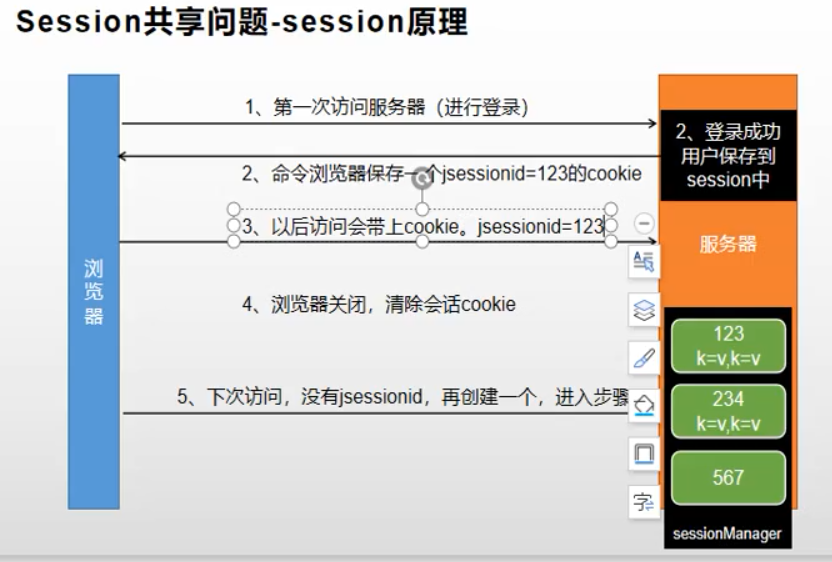 Session共享问题-session原理
1、第一次访问服务器（进行登录）
2、登录成功
用户保存到
session中
2、命令浏览器保存一个jsessionid=123的cookie
3、以后访问会带上cookie。jsessionid=123
服务器
浏
览
器
4、浏览器关闭，清除会话cookie
123
k=v,k=v
5、下次访问，没有jsessionid，再创建一个，进入步骤
234
k=v,k=v
567
字
sessionManager